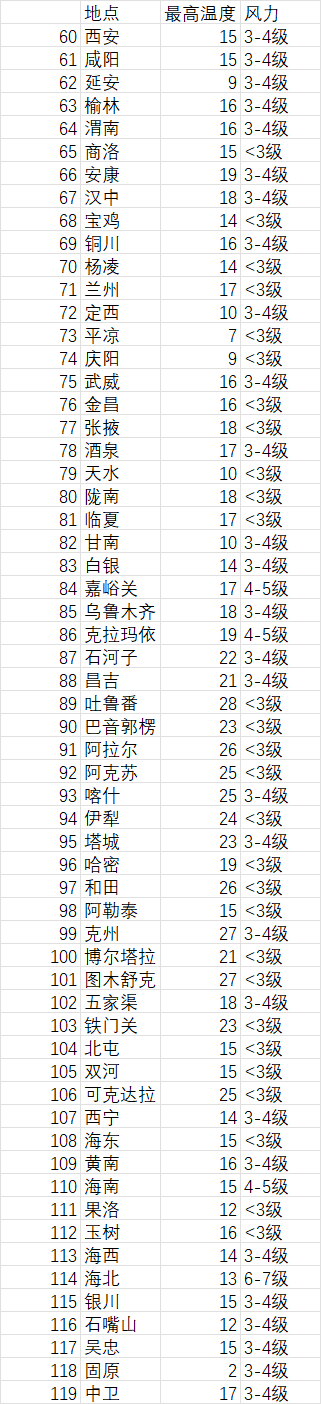 地点 最高温度 风力
60 西安 15 3-4级
61 咸阳 15 3-4级
62 延安 9 3-4级
63 榆林 16 3-4级
64 渭南 16 3-4级
65 商洛 15 <3级
66 安康 19 3-4级
67 汉中 18 3-4级
68 宝鸡 14 <3级
69 铜川 16 3-4级
70 杨凌 14 <3级
71 兰州 17 <3级
72 定西 10 3-4级
73 平凉 7 <3级
74 庆阳 9 <3级
75 武威 16 3-4级
76 金昌 16 <3级
77 张掖 18 <3级
78 酒泉 17 3-4级
79 天水 10 <3级
80 陇南 18 <3级
81 临夏 17 <3级
82 甘南 10 3-4级
83 白银 14 3-4级
84 嘉峪关 17 4-5级
85 乌鲁木齐 18 3-4级
86 克拉玛依 19 4-5级
87 石河子 22 3-4级
88 昌吉 21 3-4级
89 吐鲁番 28 <3级
90 巴音郭楞 23 <3级
91 阿拉尔 26 <3级
92 阿克苏 25 <3级
93 喀什 25 3-4级
94 伊犁 24 <3级
95 塔城 23 3-4级
96 哈密 19 <3级
97 和田 26 <3级
98 阿勒泰 15 <3级
99 克州 27 3-4级
100 博尔塔拉 21 <3级
101 图木舒克 27 <3级
102 五家渠 18 3-4级
103 铁门关 23 <3级
104 北屯 15 <3级
105 双河 15 <3级
106 可克达拉 25 <3级
107 西宁 14 3-4级
108 海东 15 <3级
109 黄南 16 3-4级
110 海南 15 4-5级
111 果洛 12 <3级
112 玉树 16 <3级
113 海西 14 3-4级
114 海北 13 6-7级
115 银川 15 3-4级
116 石嘴山 12 3-4级
117 吴忠 15 3-4级
118 固原 2 3-4级
119 中卫 17 3-4级